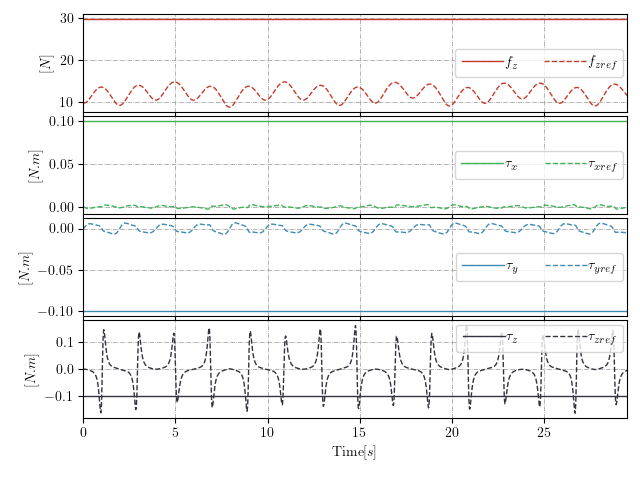 30
20
10
[N]
f_z f_zref
0.10
0.05
0.00
[N.m]
τ_x τ_xref
0.00
−0.05
−0.10
[N.m]
τ_y τ_yref
0.1
0.0
−0.1
[N.m]
τ_z τ_zref
0 5 10 15 20 25
Time[s]